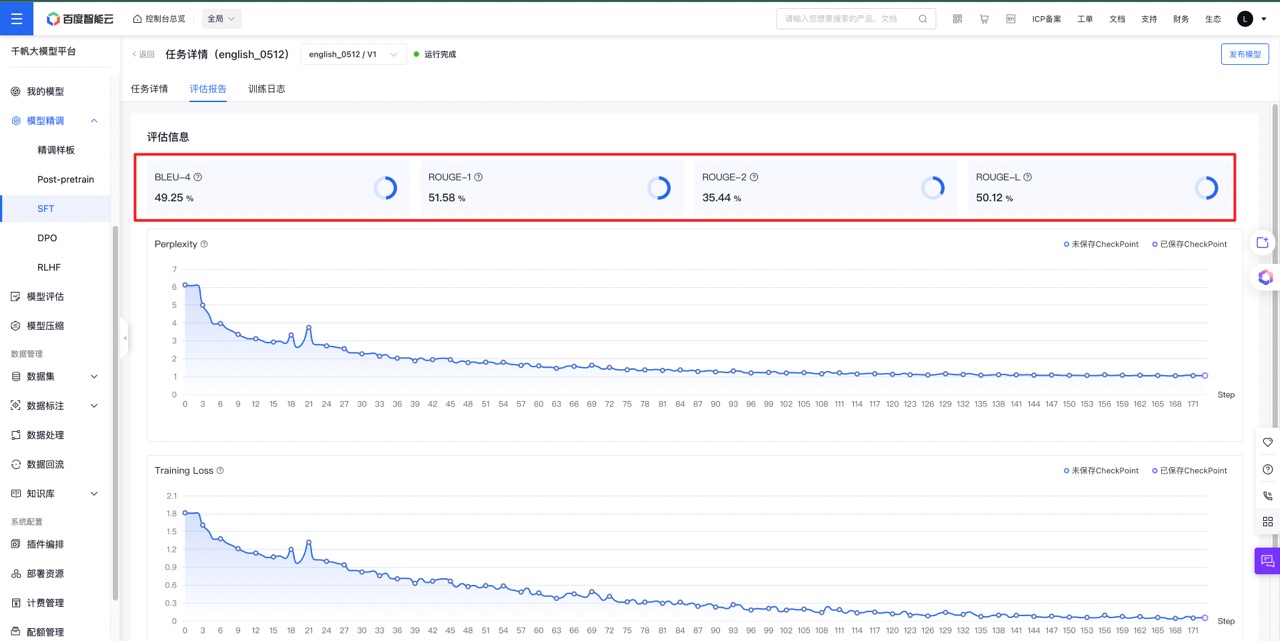 百度智能云 控制台总览 全局 请输入您想要搜索的产品、文档 ICP备案 工单 文档 支持 财务 生态 L
千帆大模型平台
返回 任务详情（english_0512） english_0512 / V1 运行完成 发布模型
任务详情 评估报告 训练日志
我的模型
模型精调
精调样板
Post-pretrain
SFT
DPO
RLHF
模型评估
模型压缩
数据管理
数据集
数据标注
数据处理
数据回流
知识库
系统配置
插件编排
部署资源
计费管理
配额管理
评估信息
BLEU-4 ROUGE-1 ROUGE-2 ROUGE-L
49.25 % 51.58 % 35.44 % 50.12 %
Perplexity 未保存CheckPoint 已保存CheckPoint
7
6
5
4
3
2
1
0
Step
0 3 6 9 12 15 18 21 24 27 30 33 36 39 42 45 48 51 54 57 60 63 66 69 72 75 78 81 84 87 90 93 96 99 102 105 108 111 114 117 120 123 126 129 132 135 138 141 144 147 150 153 156 159 162 165 168 171
Training Loss 未保存CheckPoint 已保存CheckPoint
2.1
1.8
1.5
1.2
0.9
0.6
0.3
0
Step
0 3 6 9 12 15 18 21 24 27 30 33 36 39 42 45 48 51 54 57 60 63 66 69 72 75 78 81 84 87 90 93 96 99 102 105 108 111 114 117 120 123 126 129 132 135 138 141 144 147 150 153 156 159 162 165 168 171